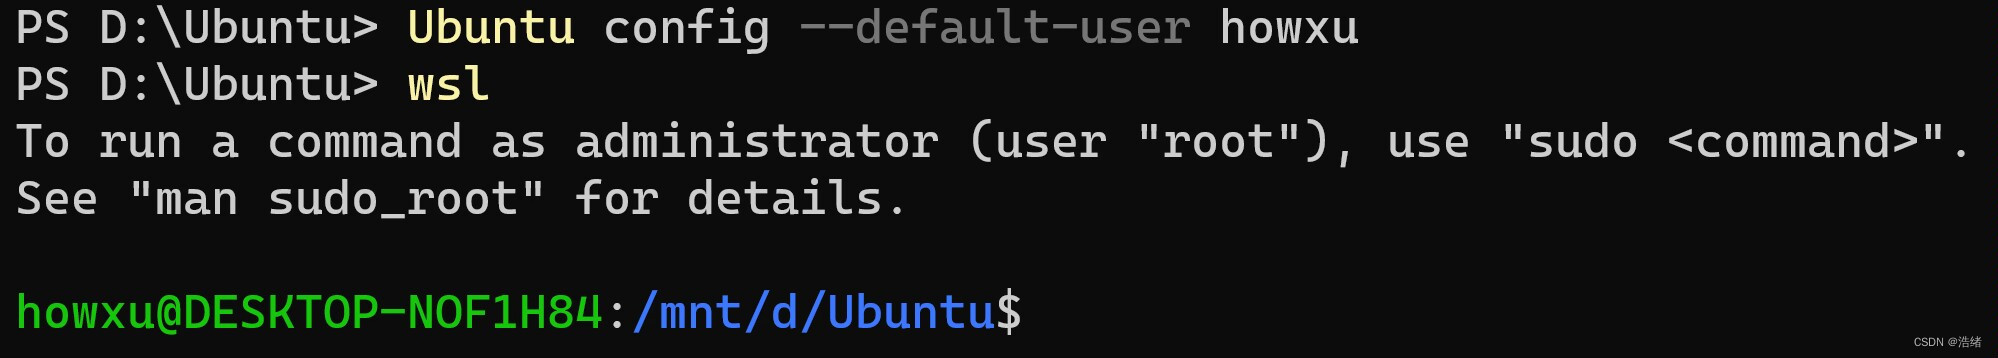 PS D:\Ubuntu> Ubuntu config --default-user howxu
PS D:\Ubuntu> wsl
To run a command as administrator (user "root"), use "sudo <command>".
See "man sudo_root" for details.
howxu@DESKTOP-NOF1H84:/mnt/d/Ubuntu$
CSDN @浩绪